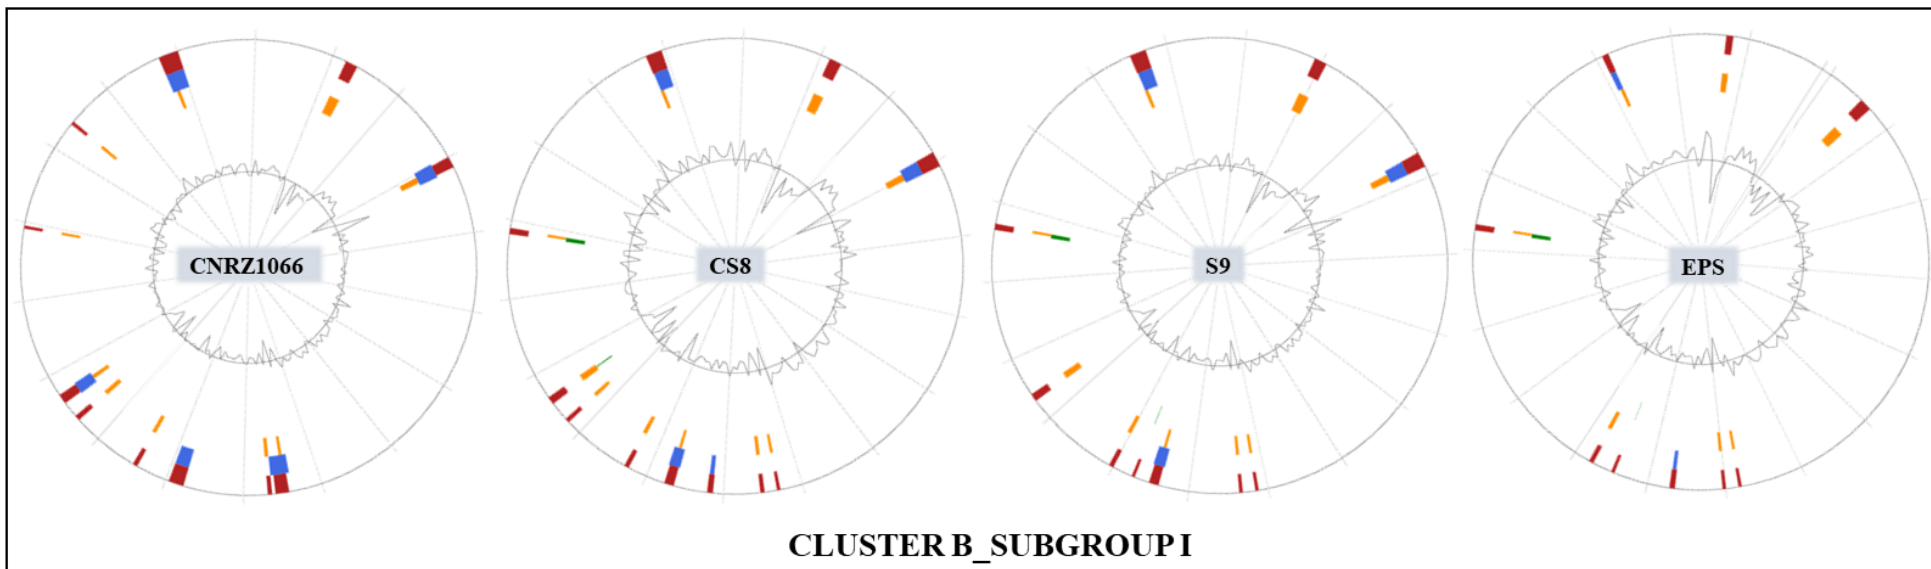 CNRZ1066
CS8
S9
EPS
CLUSTER B_SUBGROUP I